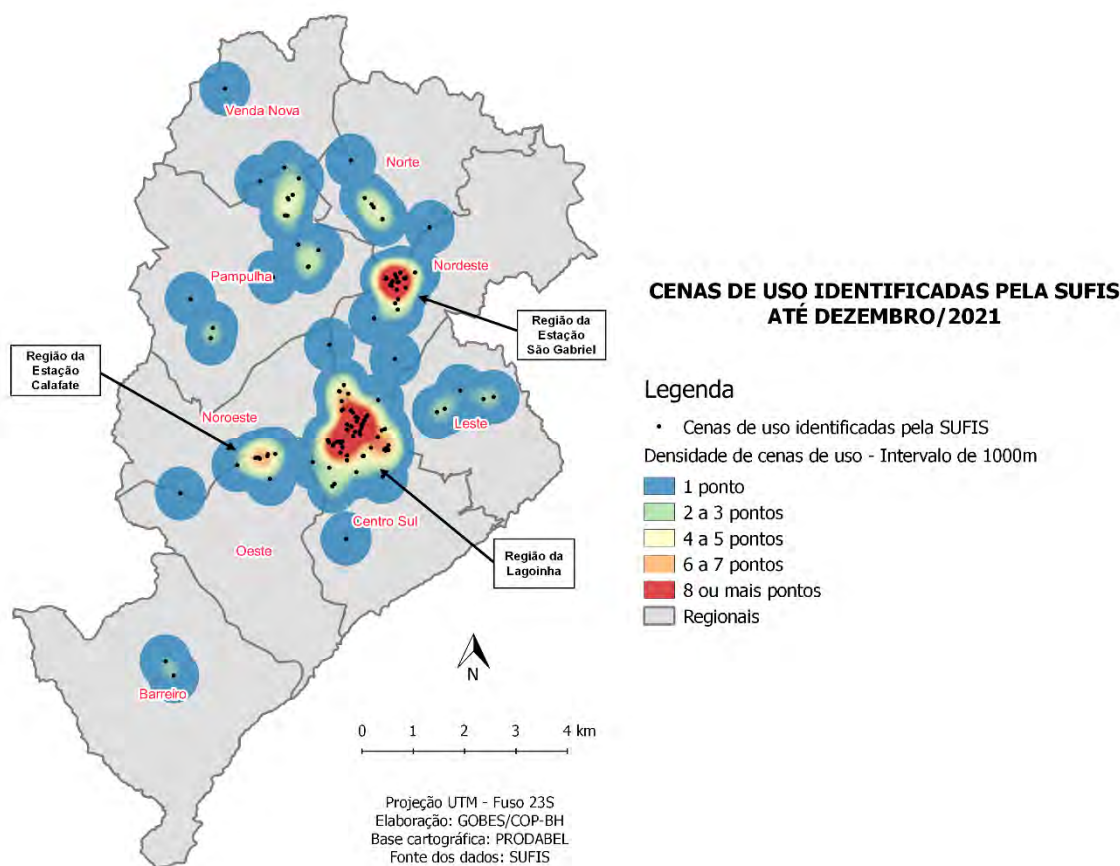 Venda Nova
Norte
Nordeste
Pampulha
Região da
Estação
São Gabriel
Região da
Estação
Calafate
Noroeste
Leste
Centro Sul
Oeste
Região da
Lagoinha
Barreiro
N
0 1 2 3 4 km
Projeção UTM - Fuso 23S
Elaboração: GOBES/COP-BH
Base cartográfica: PRODABEL
Fonte dos dados: SUFIS
CENAS DE USO IDENTIFICADAS PELA SUFIS
ATÉ DEZEMBRO/2021
Legenda
Cenas de uso identificadas pela SUFIS
Densidade de cenas de uso - Intervalo de 1000m
1 ponto
2 a 3 pontos
4 a 5 pontos
6 a 7 pontos
8 ou mais pontos
Regionais